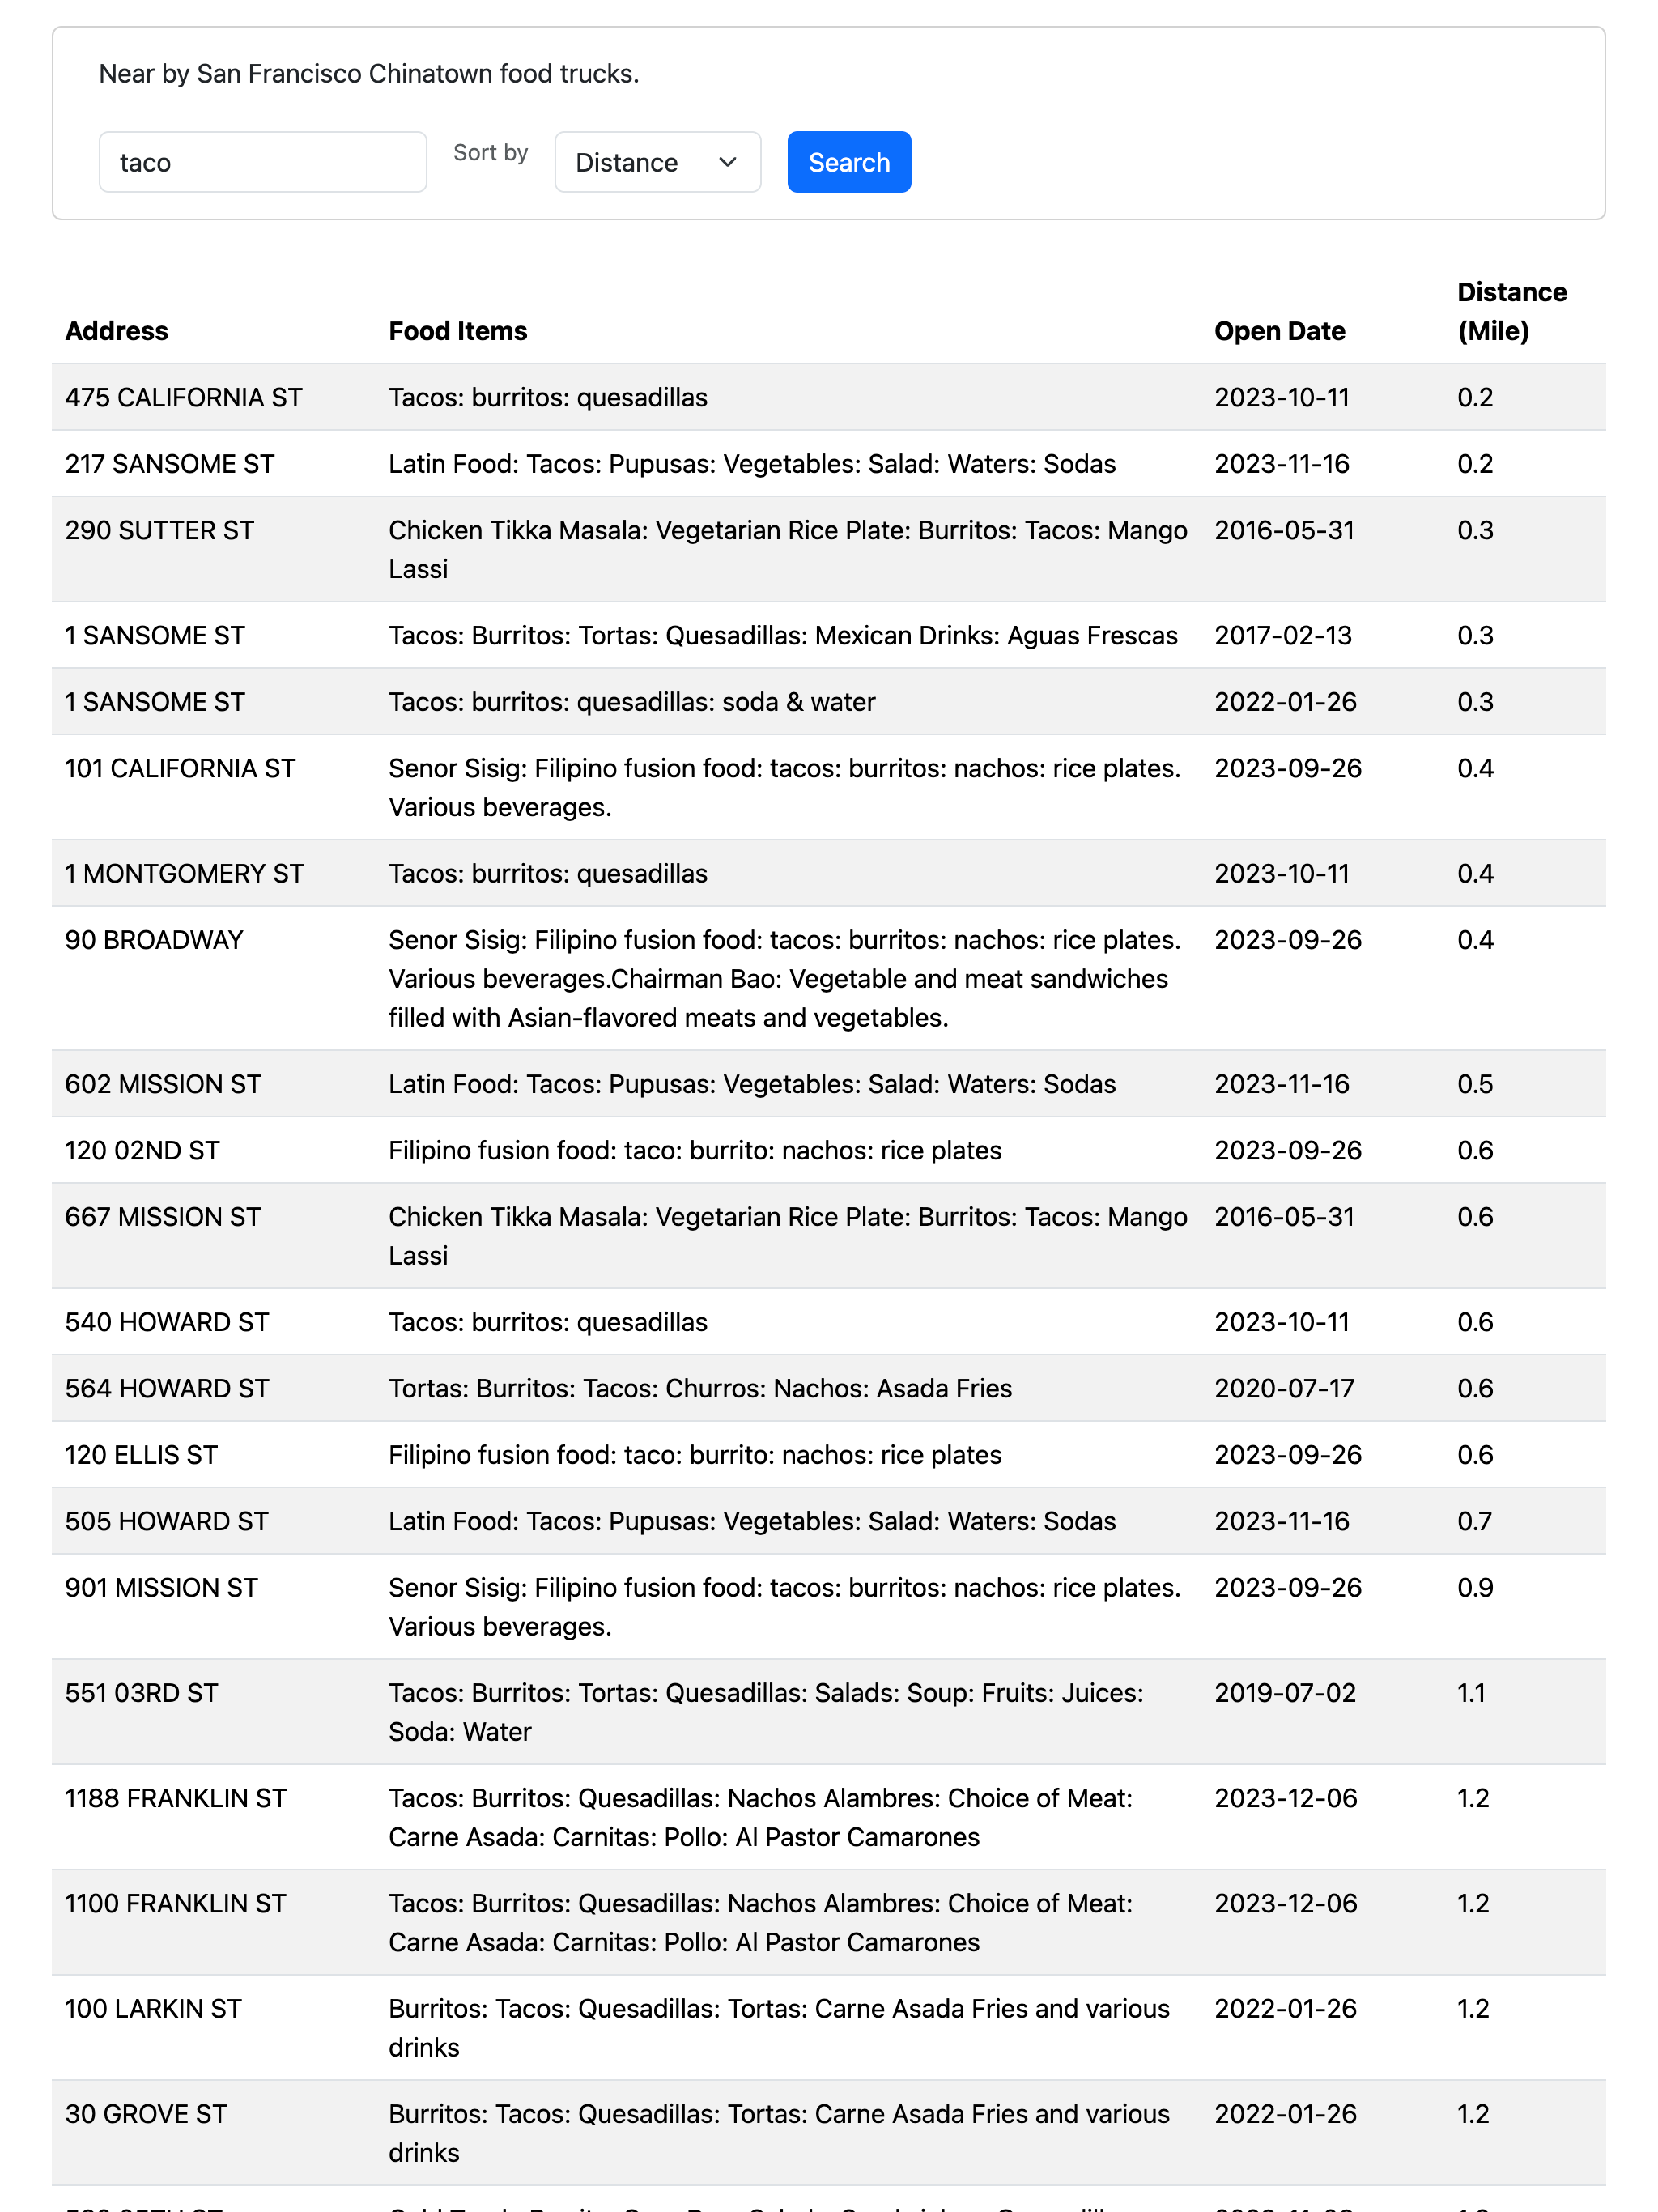 Near by San Francisco Chinatown food trucks.
taco Sort by Distance Search
Address Food Items Open Date Distance (Mile)
475 CALIFORNIA ST Tacos: burritos: quesadillas 2023-10-11 0.2
217 SANSOME ST Latin Food: Tacos: Pupusas: Vegetables: Salad: Waters: Sodas 2023-11-16 0.2
290 SUTTER ST Chicken Tikka Masala: Vegetarian Rice Plate: Burritos: Tacos: Mango 2016-05-31 0.3
Lassi
1 SANSOME ST Tacos: Burritos: Tortas: Quesadillas: Mexican Drinks: Aguas Frescas 2017-02-13 0.3
1 SANSOME ST Tacos: burritos: quesadillas: soda & water 2022-01-26 0.3
101 CALIFORNIA ST Senor Sisig: Filipino fusion food: tacos: burritos: nachos: rice plates. 2023-09-26 0.4
Various beverages.
1 MONTGOMERY ST Tacos: burritos: quesadillas 2023-10-11 0.4
90 BROADWAY Senor Sisig: Filipino fusion food: tacos: burritos: nachos: rice plates. 2023-09-26 0.4
Various beverages.Chairman Bao: Vegetable and meat sandwiches
filled with Asian-flavored meats and vegetables.
602 MISSION ST Latin Food: Tacos: Pupusas: Vegetables: Salad: Waters: Sodas 2023-11-16 0.5
120 02ND ST Filipino fusion food: taco: burrito: nachos: rice plates 2023-09-26 0.6
667 MISSION ST Chicken Tikka Masala: Vegetarian Rice Plate: Burritos: Tacos: Mango 2016-05-31 0.6
Lassi
540 HOWARD ST Tacos: burritos: quesadillas 2023-10-11 0.6
564 HOWARD ST Tortas: Burritos: Tacos: Churros: Nachos: Asada Fries 2020-07-17 0.6
120 ELLIS ST Filipino fusion food: taco: burrito: nachos: rice plates 2023-09-26 0.6
505 HOWARD ST Latin Food: Tacos: Pupusas: Vegetables: Salad: Waters: Sodas 2023-11-16 0.7
901 MISSION ST Senor Sisig: Filipino fusion food: tacos: burritos: nachos: rice plates. 2023-09-26 0.9
Various beverages.
551 03RD ST Tacos: Burritos: Tortas: Quesadillas: Salads: Soup: Fruits: Juices: 2019-07-02 1.1
Soda: Water
1188 FRANKLIN ST Tacos: Burritos: Quesadillas: Nachos Alambres: Choice of Meat: 2023-12-06 1.2
Carne Asada: Carnitas: Pollo: Al Pastor Camarones
1100 FRANKLIN ST Tacos: Burritos: Quesadillas: Nachos Alambres: Choice of Meat: 2023-12-06 1.2
Carne Asada: Carnitas: Pollo: Al Pastor Camarones
100 LARKIN ST Burritos: Tacos: Quesadillas: Tortas: Carne Asada Fries and various 2022-01-26 1.2
drinks
30 GROVE ST Burritos: Tacos: Quesadillas: Tortas: Carne Asada Fries and various 2022-01-26 1.2
drinks